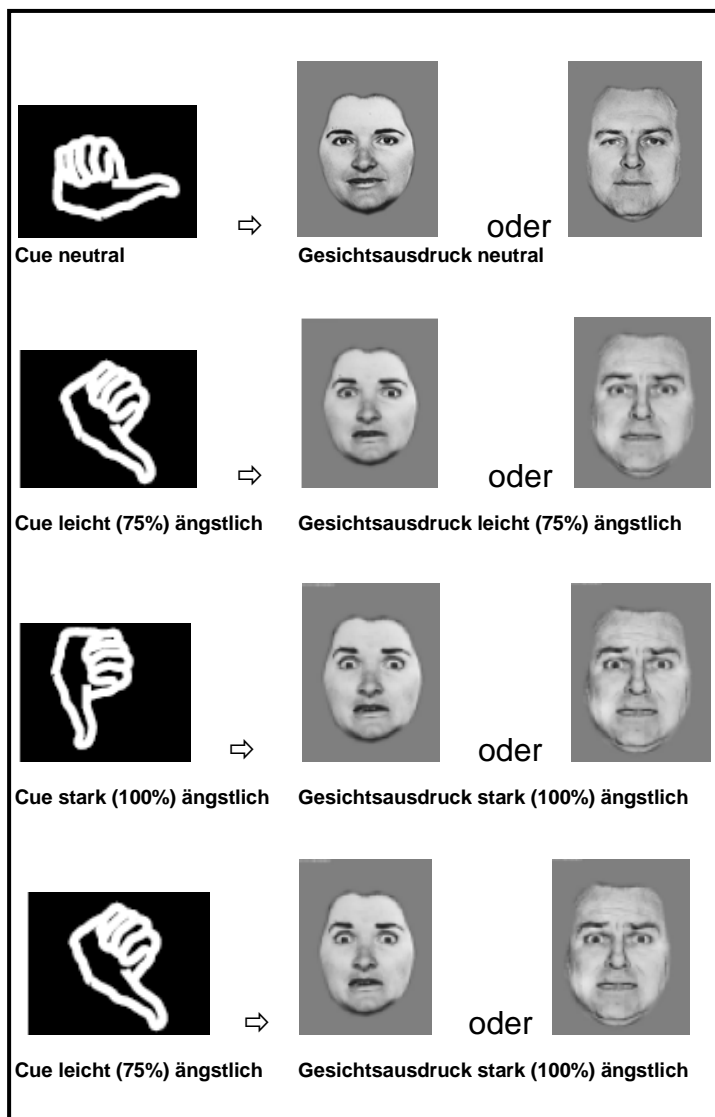 oder
Cue neutral
Gesichtsausdruck neutral
oder
Cue leicht (75%) ängstlich
Gesichtsausdruck leicht (75%) ängstlich
oder
Cue stark (100%) ängstlich
Gesichtsausdruck stark (100%) ängstlich
oder
Cue leicht (75%) ängstlich
Gesichtsausdruck stark (100%) ängstlich